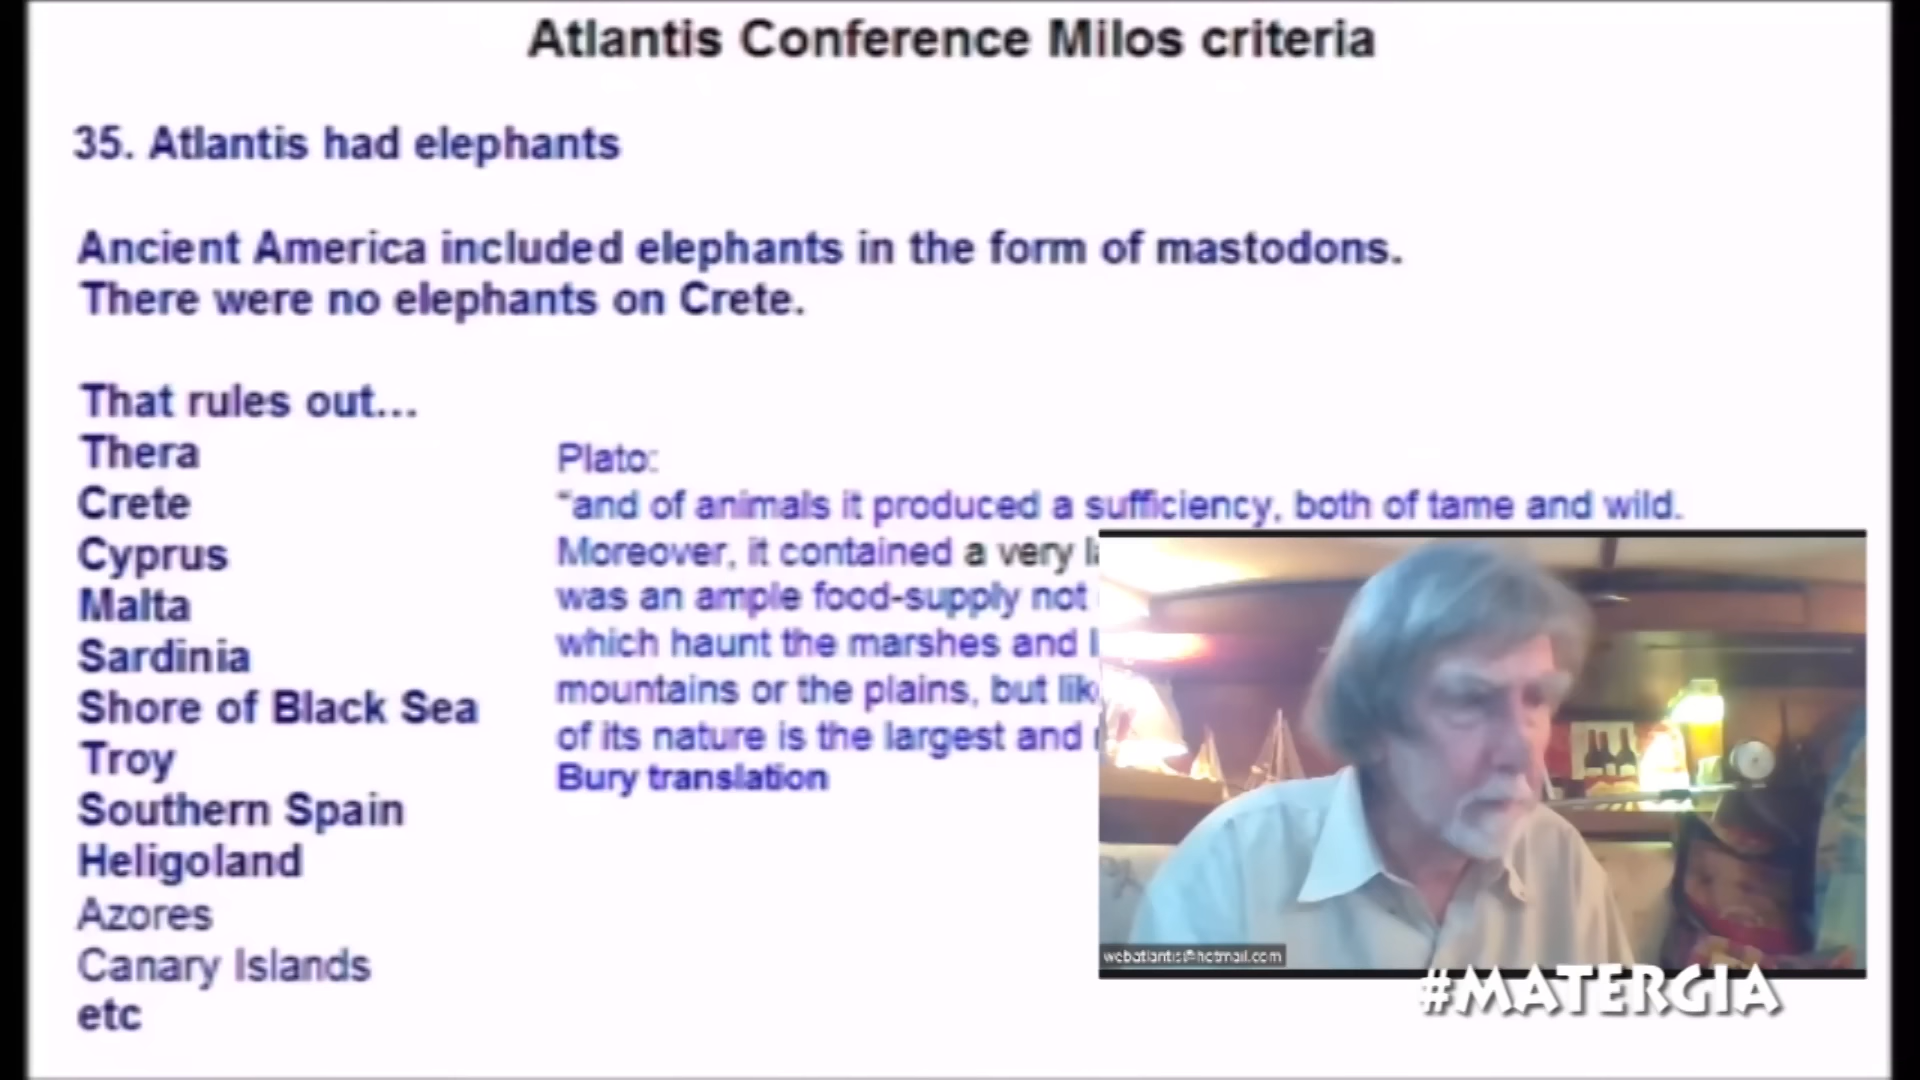 Atlantis Conference Milos criteria
35. Atlantis had elephants
Ancient America included elephants in the form of mastodons.
There were no elephants on Crete.
That rules out...
Thera
Crete
Cyprus
Malta
Sardinia
Shore of Black Sea
Troy
Southern Spain
Heligoland
Azores
Canary Islands
etc
Plato:
"and of animals it produced a sufficiency, both of tame and wild.
Moreover, it contained a very
was an ample food-supply not
which haunt the marshes and
mountains or the plains, but
of its nature is the largest and
Bury translation
webatlantis@hotmail.com
#MATERGIA